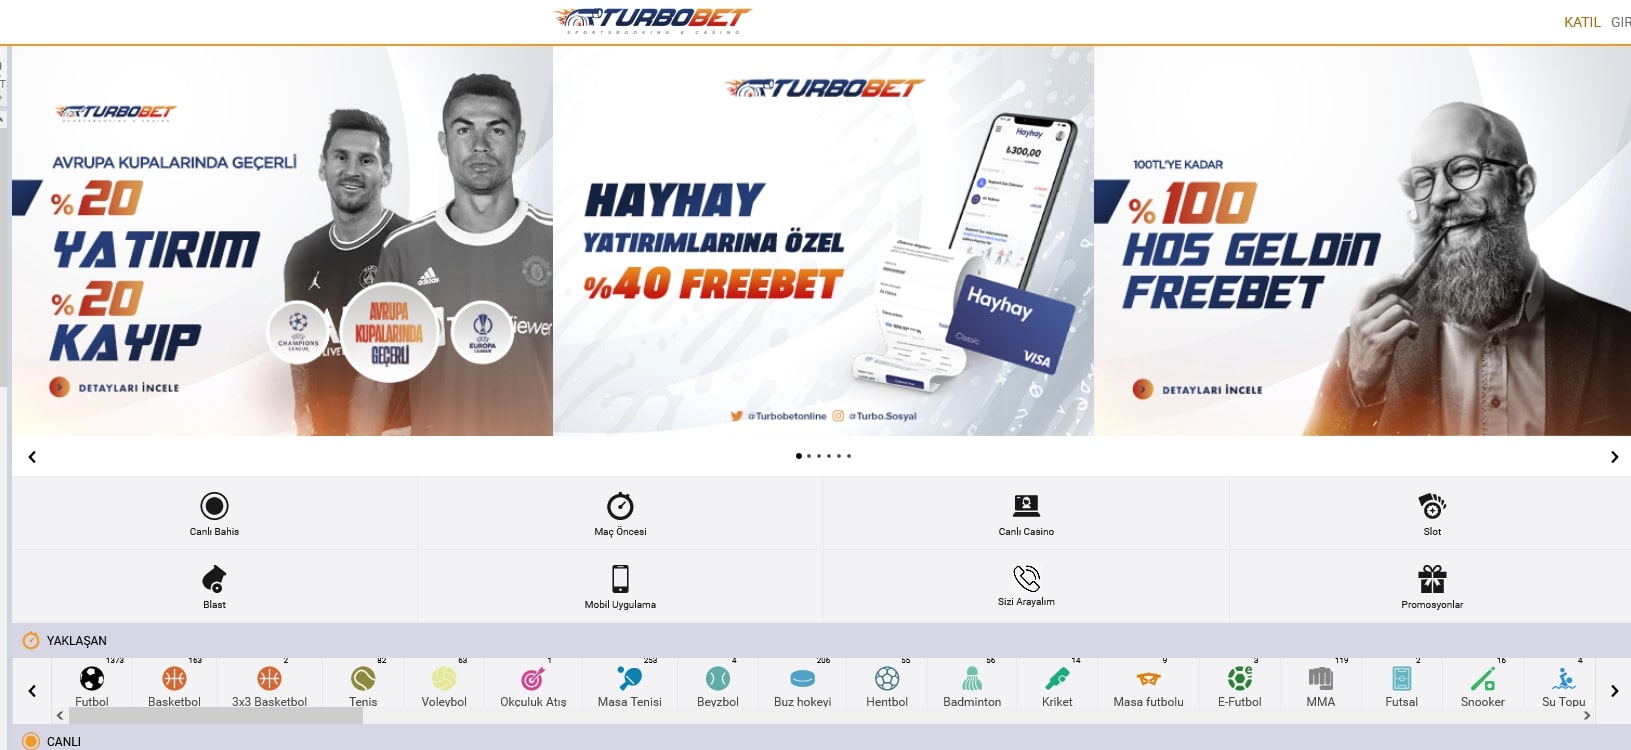 TURBOBET
SPORTSBOOKING & CASINO
KATIL
TURBOBET
SPORTSBOOKING & CASINO
AVRUPA KUPALARINDA GEÇERLİ
%20
YATIRIM
%20
KAYIP
DETAYLARI İNCELE
CHAMPIONS
LEAGUE
AVRUPA
KUPALARINDA
GEÇERLİ
EUROPA
LEAGUE
TURBOBET
HAYHAY
YATIRIMLARINA ÖZEL
%40 FREEBET
Hayhay
₺300,00
Hayhay
Classic
VISA
@Turbobetonline @Turbo.Sosyal
100TL'YE KADAR
%100
HOS GELDİN
FREEBET
DETAYLARI İNCELE
Canlı Bahis
Maç Öncesi
Canlı Casino
Slot
Blast
Mobil Uygulama
Sizi Arayalım
Promosyonlar
YAKLAŞAN
1373 163 2 82 63 1 253 4 206 55 56 14 9 3 119 2 16 4
Futbol Basketbol 3x3 Basketbol Tenis Voleybol Okçuluk Atış Masa Tenisi Beyzbol Buz hokeyi Hentbol Badminton Kriket Masa futbolu E-Futbol MMA Futsal Snooker Su Topu
CANLI